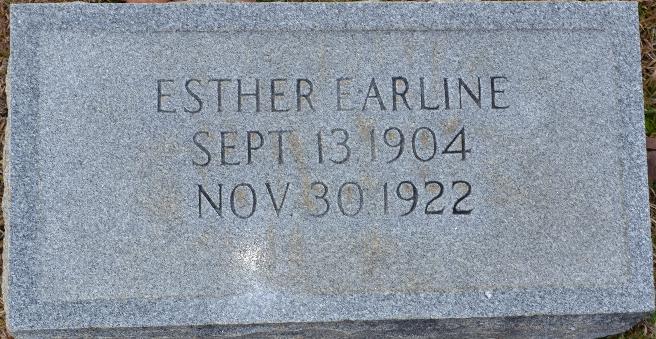 ESTHER EARLINE
SEPT. 13. 1904
NOV. 30. 1922